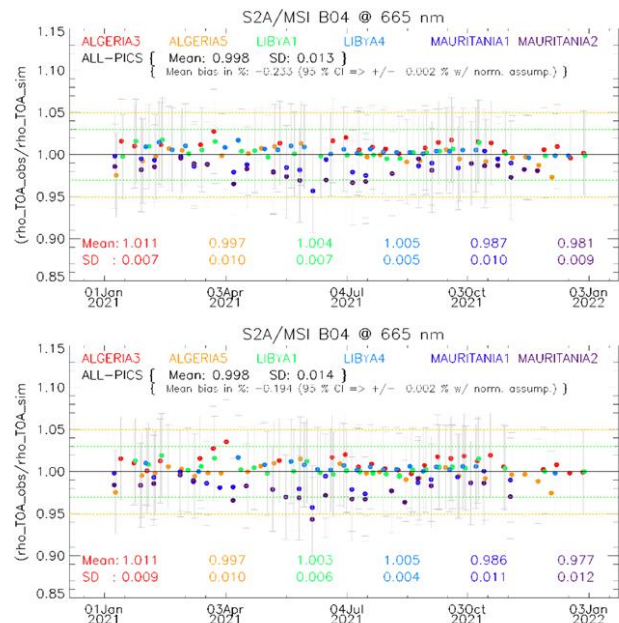 S2A/MSI B04 @ 665 nm
1.15
ALGERIA3 ALGERIA5 LIBYA1 LIBYA4 MAURITANIA1 MAURITANIA2
ALL-PICS { Mean: 0.998 SD: 0.013 }
{ Mean bias in %: -0.233 (95 % CI => +/- 0.002 % w/ norm. assump.) }
1.10
1.05
1.00
0.95
0.90
0.85
(rho_TOA_obs/rho_TOA_sim)
Mean: 1.011 0.997 1.004 1.005 0.987 0.981
SD : 0.007 0.010 0.007 0.005 0.010 0.009
01Jan 03Apr 04Jul 03Oct 03Jan
2021 2021 2021 2021 2022
S2A/MSI B04 @ 665 nm
1.15
ALGERIA3 ALGERIA5 LIBYA1 LIBYA4 MAURITANIA1 MAURITANIA2
ALL-PICS { Mean: 0.998 SD: 0.014 }
{ Mean bias in %: -0.194 (95 % CI => +/- 0.002 % w/ norm. assump.) }
1.10
1.05
1.00
0.95
0.90
0.85
(rho_TOA_obs/rho_TOA_sim)
Mean: 1.011 0.997 1.003 1.005 0.986 0.977
SD : 0.009 0.010 0.006 0.004 0.011 0.012
01Jan 03Apr 04Jul 03Oct 03Jan
2021 2021 2021 2021 2022